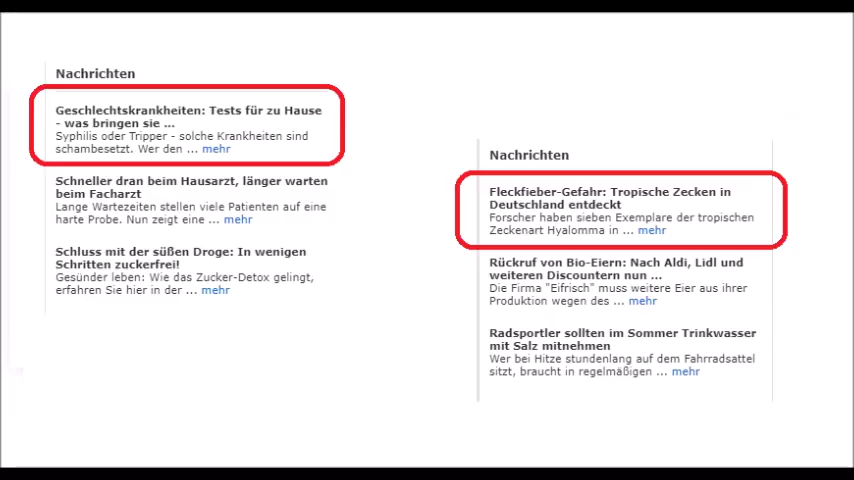 Nachrichten
Geschlechtskrankheiten: Tests für zu Hause
- was bringen sie ...
Syphilis oder Tripper - solche Krankheiten sind
schambesetzt. Wer den ... mehr
Schneller dran beim Hausarzt, länger warten
beim Facharzt
Lange Wartezeiten stellen viele Patienten auf eine
harte Probe. Nun zeigt eine ... mehr
Schluss mit der süßen Droge: In wenigen
Schritten zuckerfrei!
Gesünder leben: Wie das Zucker-Detox gelingt,
erfahren Sie hier in der ... mehr
Nachrichten
Fleckfieber-Gefahr: Tropische Zecken in
Deutschland entdeckt
Forscher haben sieben Exemplare der tropischen
Zeckenart Hyalomma in ... mehr
Rückruf von Bio-Eiern: Nach Aldi, Lidl und
weiteren Discountern nun ...
Die Firma "Eifrisch" muss weitere Eier aus ihrer
Produktion wegen des ... mehr
Radsportler sollten im Sommer Trinkwasser
mit Salz mitnehmen
Wer bei Hitze stundenlang auf dem Fahrradsattel
sitzt, braucht in regelmäßigen ... mehr